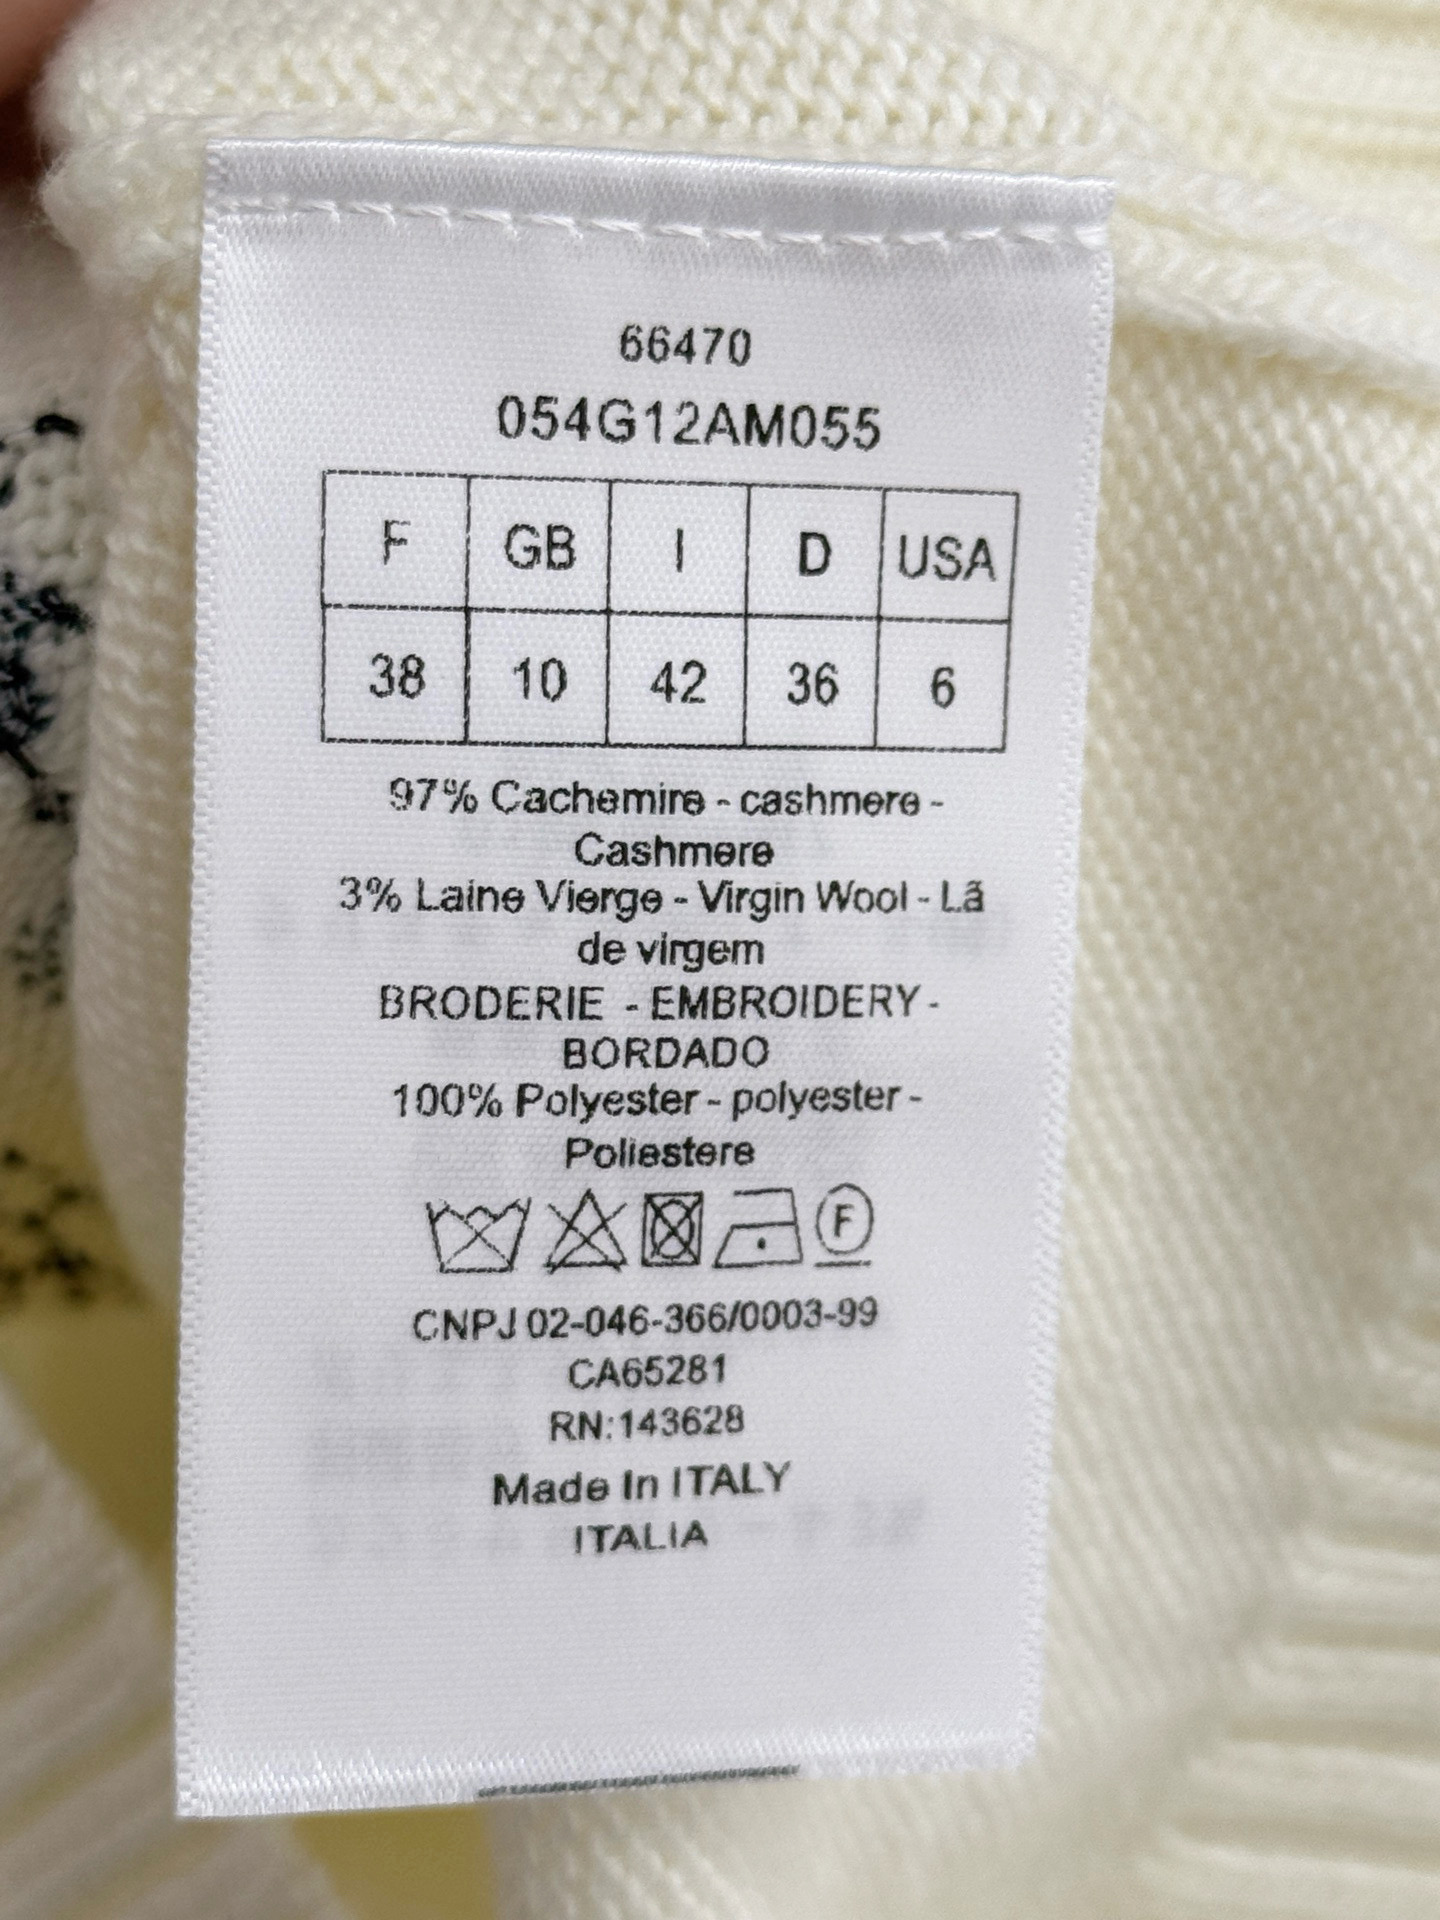 66470
054G12AM055
F GB I D USA
38 10 42 36 6
97% Cachemire - cashmere -
Cashmere
3% Laine Vierge - Virgin Wool - Lã
de virgem
BRODERIE - EMBROIDERY -
BORDADO
100% Polyester - polyester -
Poliestere
F
CNPJ 02-046-366/0003-99
CA65281
RN:143628
Made In ITALY
ITALIA